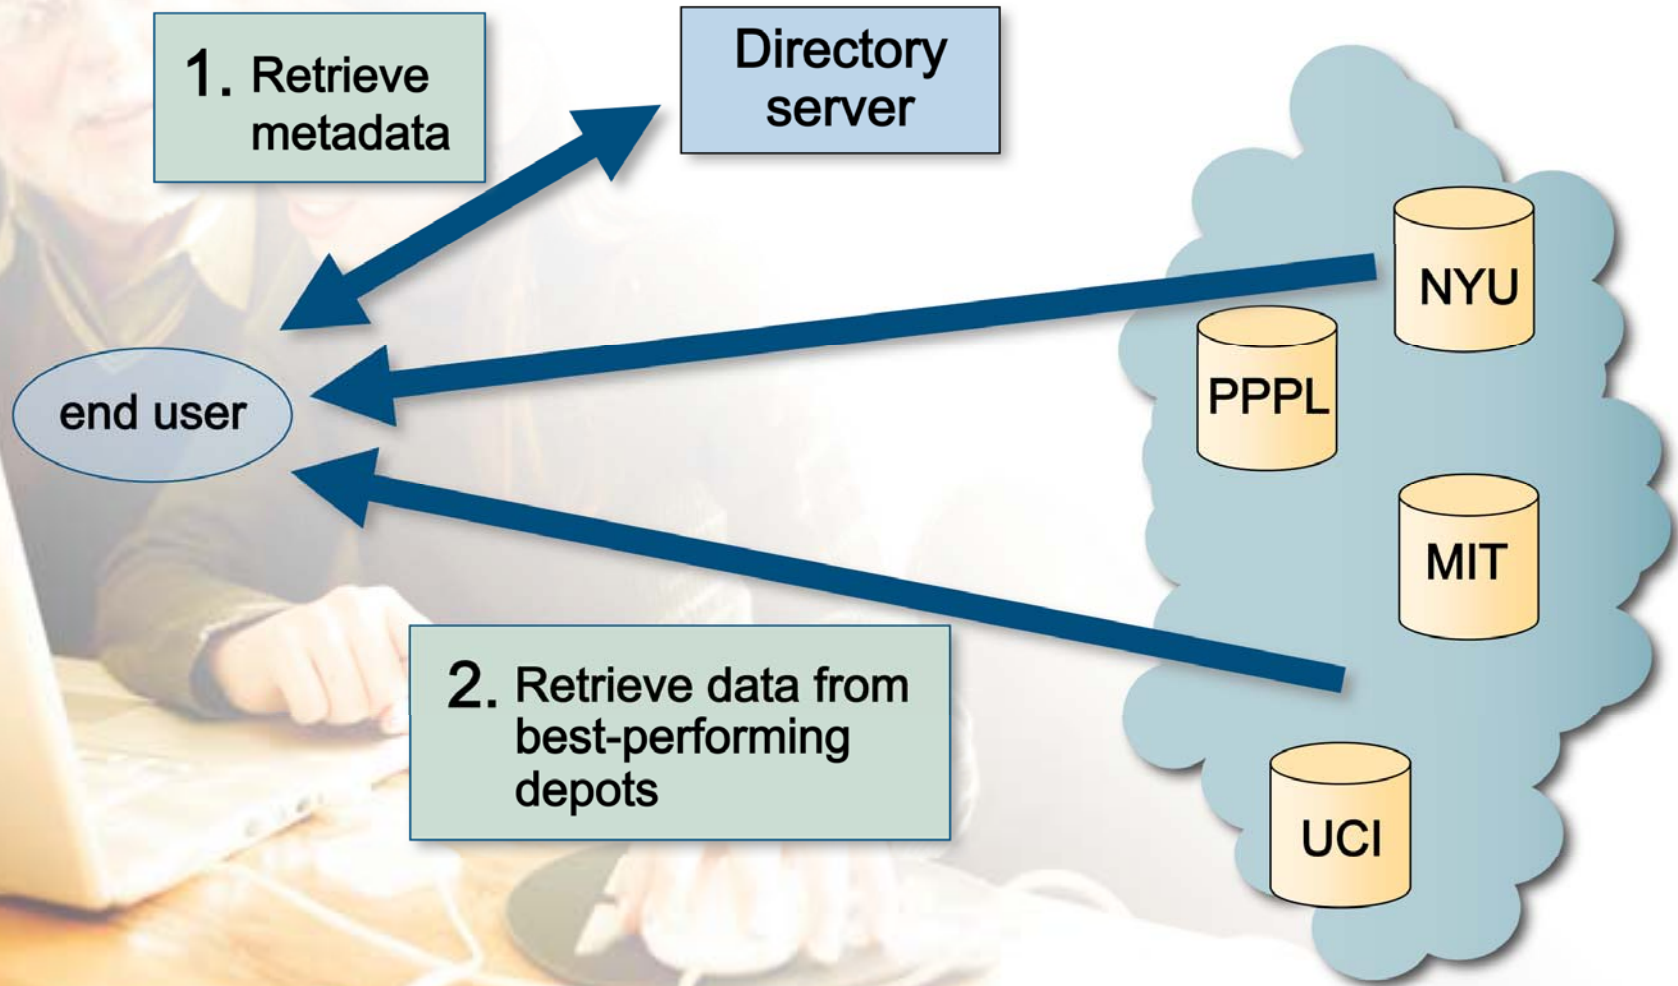 1. Retrieve
metadata
Directory
server
NYU
PPPL
end user
MIT
2. Retrieve data from
best-performing
depots
UCI